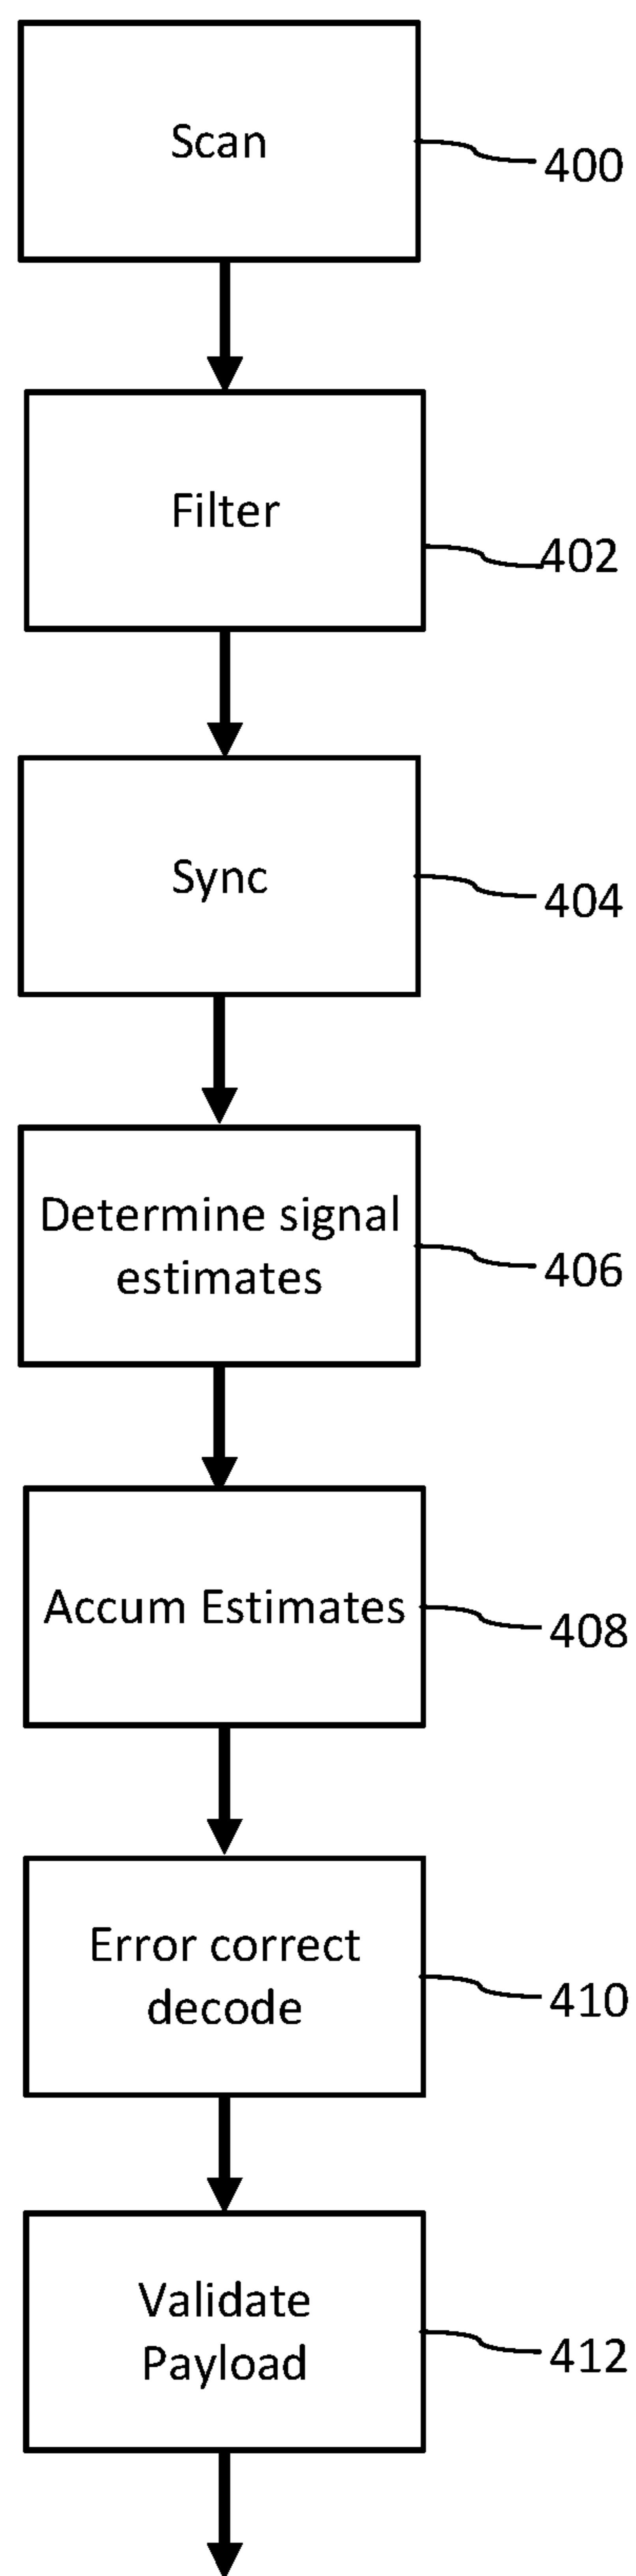 Scan
400
Filter
402
Sync
404
Determine signal
estimates
406
Accum Estimates
408
Error correct
decode
410
Validate
Payload
412